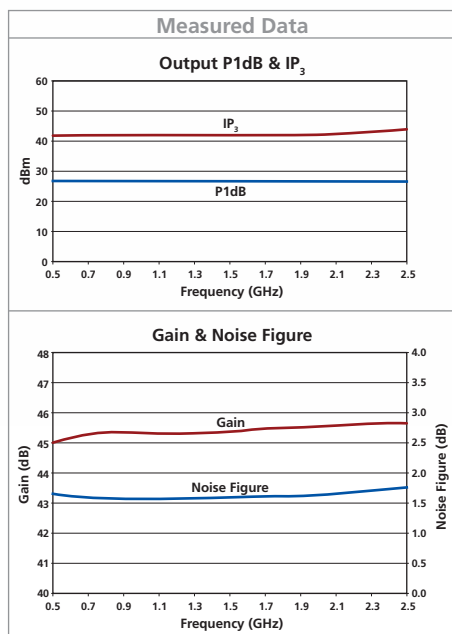 Measured Data
Output P1dB & IP3
60
50
40
30
20
10
0
dBm
IP3
P1dB
0.5 0.7 0.9 1.1 1.3 1.5 1.7 1.9 2.1 2.3 2.5
Frequency (GHz)
Gain & Noise Figure
48
47
46
45
44
43
42
41
40
Gain (dB)
Gain
Noise Figure
4.0
3.5
3.0
2.5
2.0
1.5
1.0
0.5
0.0
Noise Figure (dB)
0.5 0.7 0.9 1.1 1.3 1.5 1.7 1.9 2.1 2.3 2.5
Frequency (GHz)